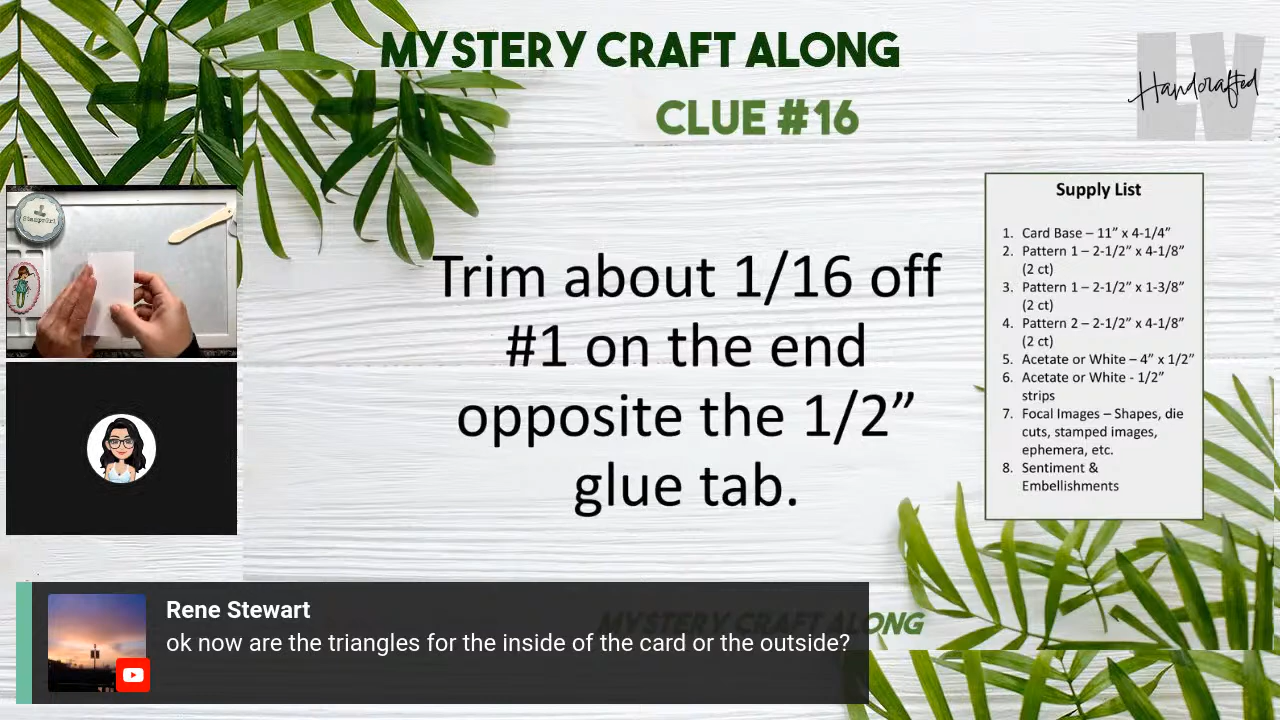 MYSTERY CRAFT ALONG
CLUE #16
Handcrafted
Trim about 1/16 off
#1 on the end
opposite the 1/2”
glue tab.
Supply List
1. Card Base – 11” x 4-1/4”
2. Pattern 1 – 2-1/2” x 4-1/8”
(2 ct)
3. Pattern 1 – 2-1/2” x 1-3/8”
(2 ct)
4. Pattern 2 – 2-1/2” x 4-1/8”
(2 ct)
5. Acetate or White – 4” x 1/2”
6. Acetate or White - 1/2”
strips
7. Focal Images – Shapes, die
cuts, stamped images,
ephemera, etc.
8. Sentiment &
Embellishments
MYSTERY CRAFT ALONG
Rene Stewart
ok now are the triangles for the inside of the card or the outside?